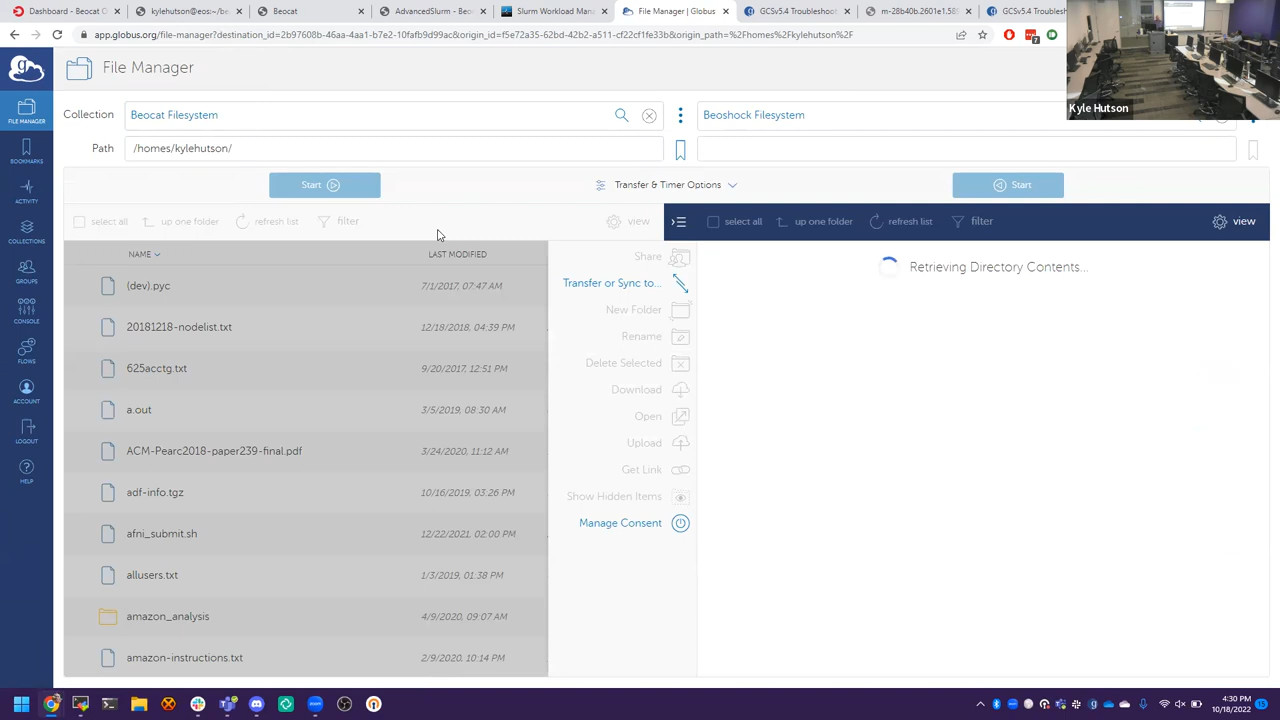 Dashboard - Beocat C
kylehutson@eos:~/be
Beocat
AdvancedSlurm - Beoc
Slurm Workload Mana
File Manager | Globus
GCSv5.4 Troubleshoo
m-28b40b.2601e1.58
GCSv5.4 Troubles
app.globus.org/file-manager?destination_id=2b97608b-46a1-4aa1-b7e2-10fafb9b99ac&origin_id=f5e72a35-62bd-42b2-a511-cf22cf1fe33b&origin_path=%2Fhomes%2Fkylehutson%2F
7
File Manager
Kyle Hutson
Collection
Beocat Filesystem
Beoshock Filesystem
Path
/homes/kylehutson/
Start
Transfer & Timer Options
Start
select all
up one folder
refresh list
filter
view
select all
up one folder
refresh list
filter
view
FILE MANAGER
BOOKMARKS
ACTIVITY
COLLECTIONS
GROUPS
CONSOLE
FLOWS
ACCOUNT
LOGOUT
HELP
NAME
LAST MODIFIED
(dev).pyc
7/1/2017, 07:47 AM
20181218-nodelist.txt
12/18/2018, 04:39 PM
625acctg.txt
9/20/2017, 12:51 PM
a.out
3/5/2019, 08:30 AM
ACM-Pearc2018-paper239-final.pdf
3/24/2020, 11:12 AM
adf-info.tgz
10/16/2019, 03:26 PM
afni_submit.sh
12/22/2021, 02:00 PM
allusers.txt
1/3/2019, 01:38 PM
amazon_analysis
4/9/2020, 09:07 AM
amazon-instructions.txt
2/9/2020, 10:14 PM
Share
Transfer or Sync to...
New Folder
Rename
Delete Selected
Download
Open
Upload
Get Link
Show Hidden Items
Manage Consent
Retrieving Directory Contents...
4:30 PM
10/18/2022